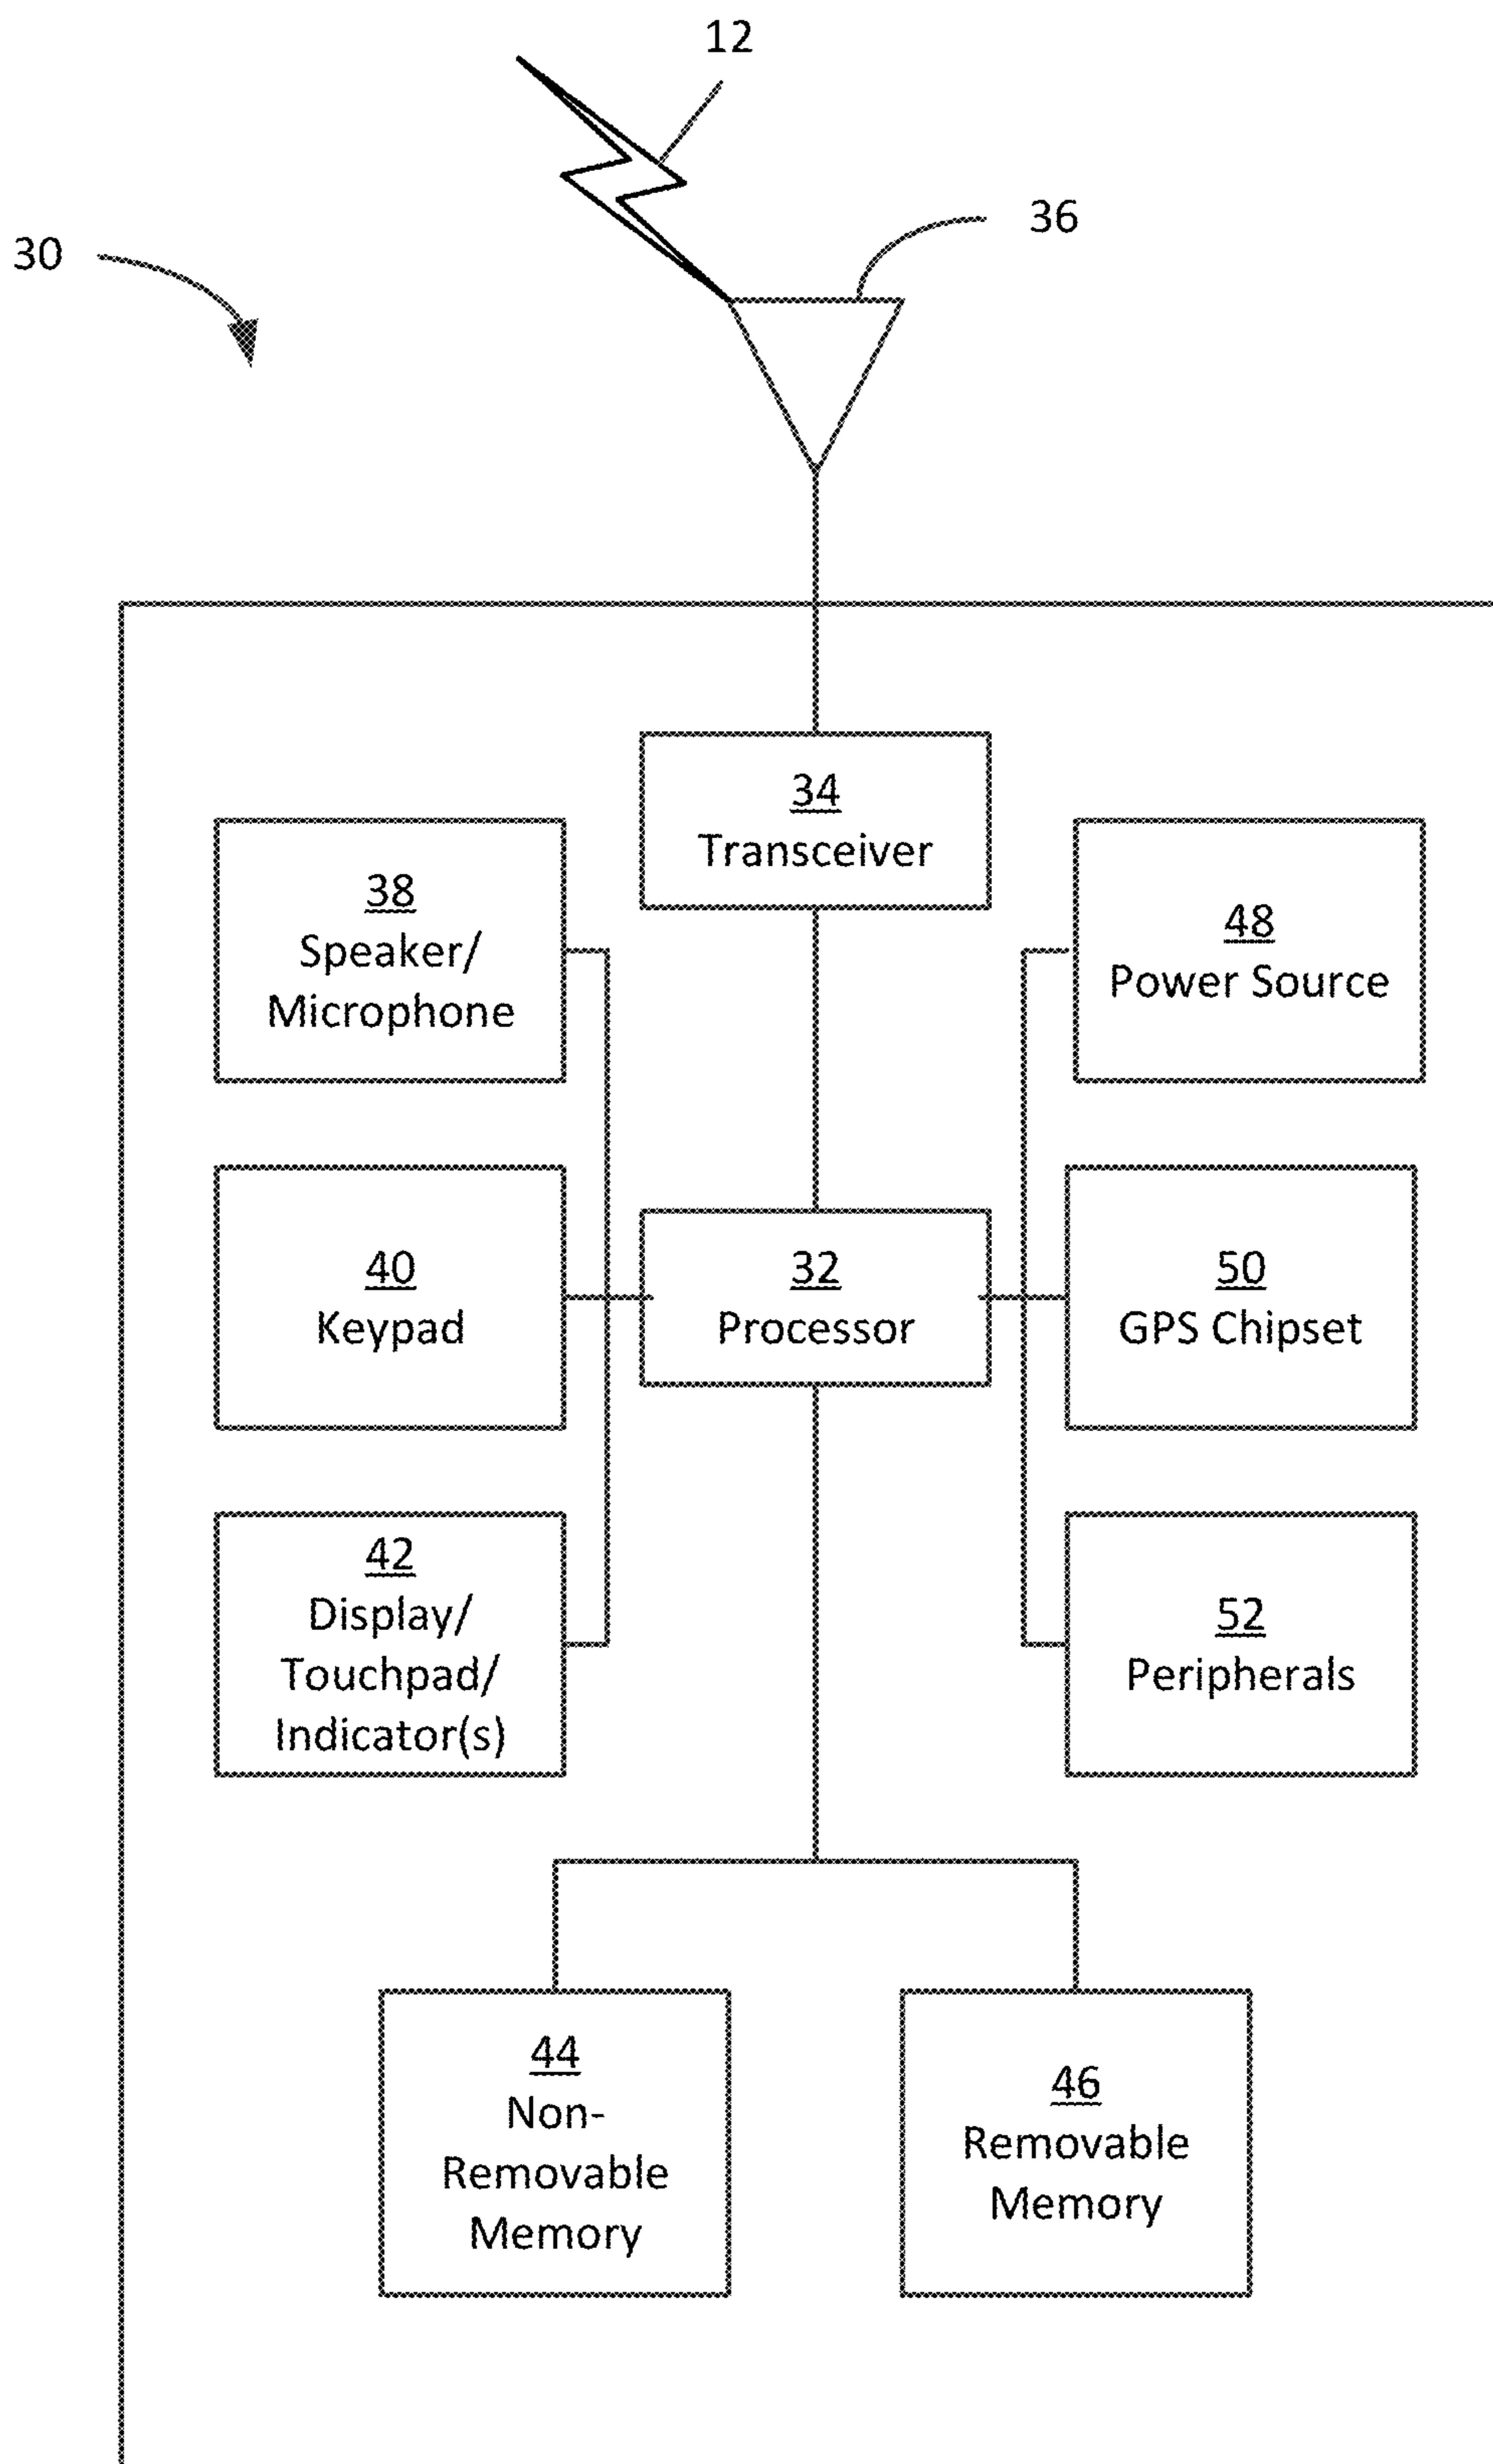 12
36
30
34
Transceiver
38
Speaker/
Microphone
48
Power Source
40
Keypad
32
Processor
50
GPS Chipset
42
Display/
Touchpad/
Indicator(s)
52
Peripherals
44
Non-
Removable
Memory
46
Removable
Memory